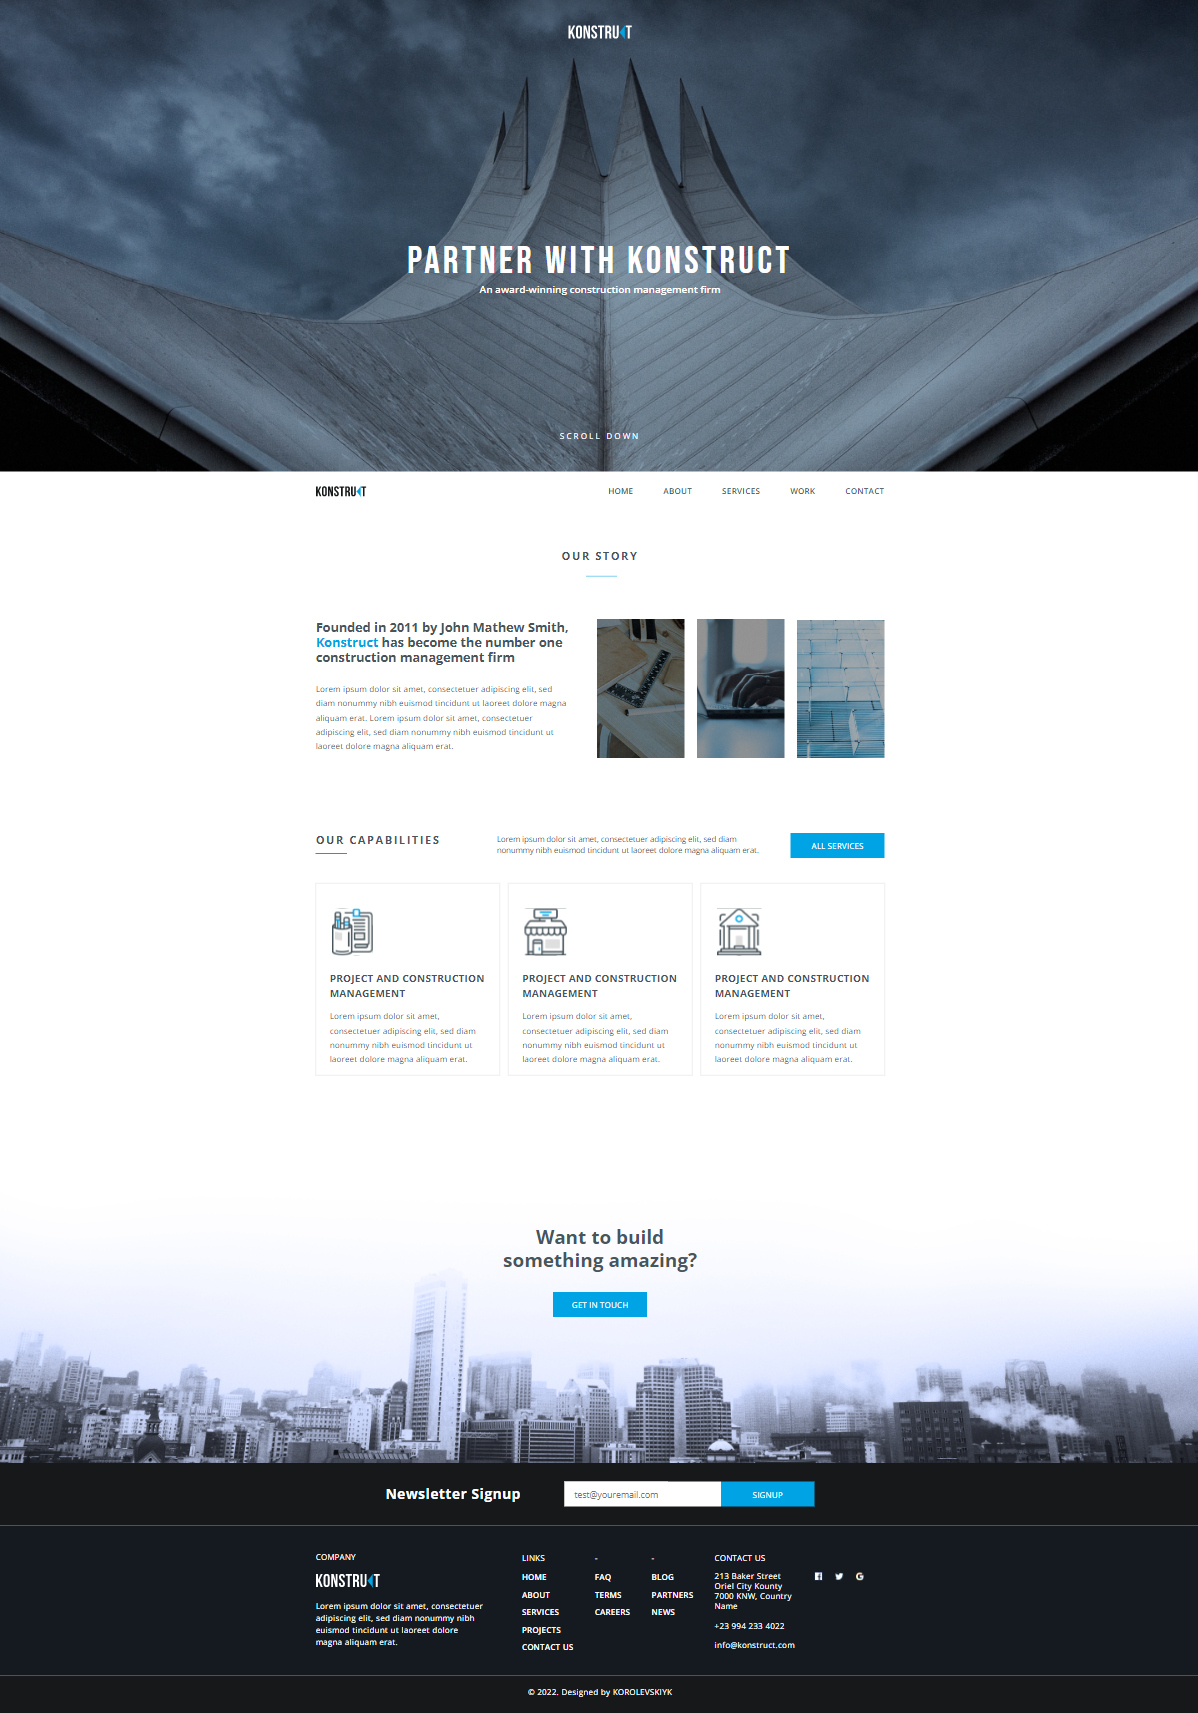 KONSTRUKT
PARTNER WITH KONSTRUCT
An award-winning construction management firm
SCROLL DOWN
KONSTRUKT
HOME ABOUT SERVICES WORK CONTACT
OUR STORY
Founded in 2011 by John Mathew Smith,
Konstruct has become the number one
construction management firm
Lorem ipsum dolor sit amet, consectetuer adipiscing elit, sed
diam nonummy nibh euismod tincidunt ut laoreet dolore magna
aliquam erat. Lorem ipsum dolor sit amet, consectetuer
adipiscing elit, sed diam nonummy nibh euismod tincidunt ut
laoreet dolore magna aliquam erat.
OUR CAPABILITIES
Lorem ipsum dolor sit amet, consectetuer adipiscing elit, sed diam
nonummy nibh euismod tincidunt ut laoreet dolore magna aliquam erat.
ALL SERVICES
PROJECT AND CONSTRUCTION
MANAGEMENT
Lorem ipsum dolor sit amet,
consectetuer adipiscing elit, sed diam
nonummy nibh euismod tincidunt ut
laoreet dolore magna aliquam erat.
PROJECT AND CONSTRUCTION
MANAGEMENT
Lorem ipsum dolor sit amet,
consectetuer adipiscing elit, sed diam
nonummy nibh euismod tincidunt ut
laoreet dolore magna aliquam erat.
PROJECT AND CONSTRUCTION
MANAGEMENT
Lorem ipsum dolor sit amet,
consectetuer adipiscing elit, sed diam
nonummy nibh euismod tincidunt ut
laoreet dolore magna aliquam erat.
Want to build
something amazing?
GET IN TOUCH
Newsletter Signup
test@youremail.com
SIGNUP
COMPANY
KONSTRUKT
Lorem ipsum dolor sit amet, consectetuer
adipiscing elit, sed diam nonummy nibh
euismod tincidunt ut laoreet dolore
magna aliquam erat.
LINKS
HOME
ABOUT
SERVICES
PROJECTS
CONTACT US
-
FAQ
TERMS
CAREERS
-
BLOG
PARTNERS
NEWS
CONTACT US
213 Baker Street
Oriel City Kounty
7000 KNW, Country
Name
+23 994 233 4022
info@konstruct.com
© 2022. Designed by KOROLEVSKIYK